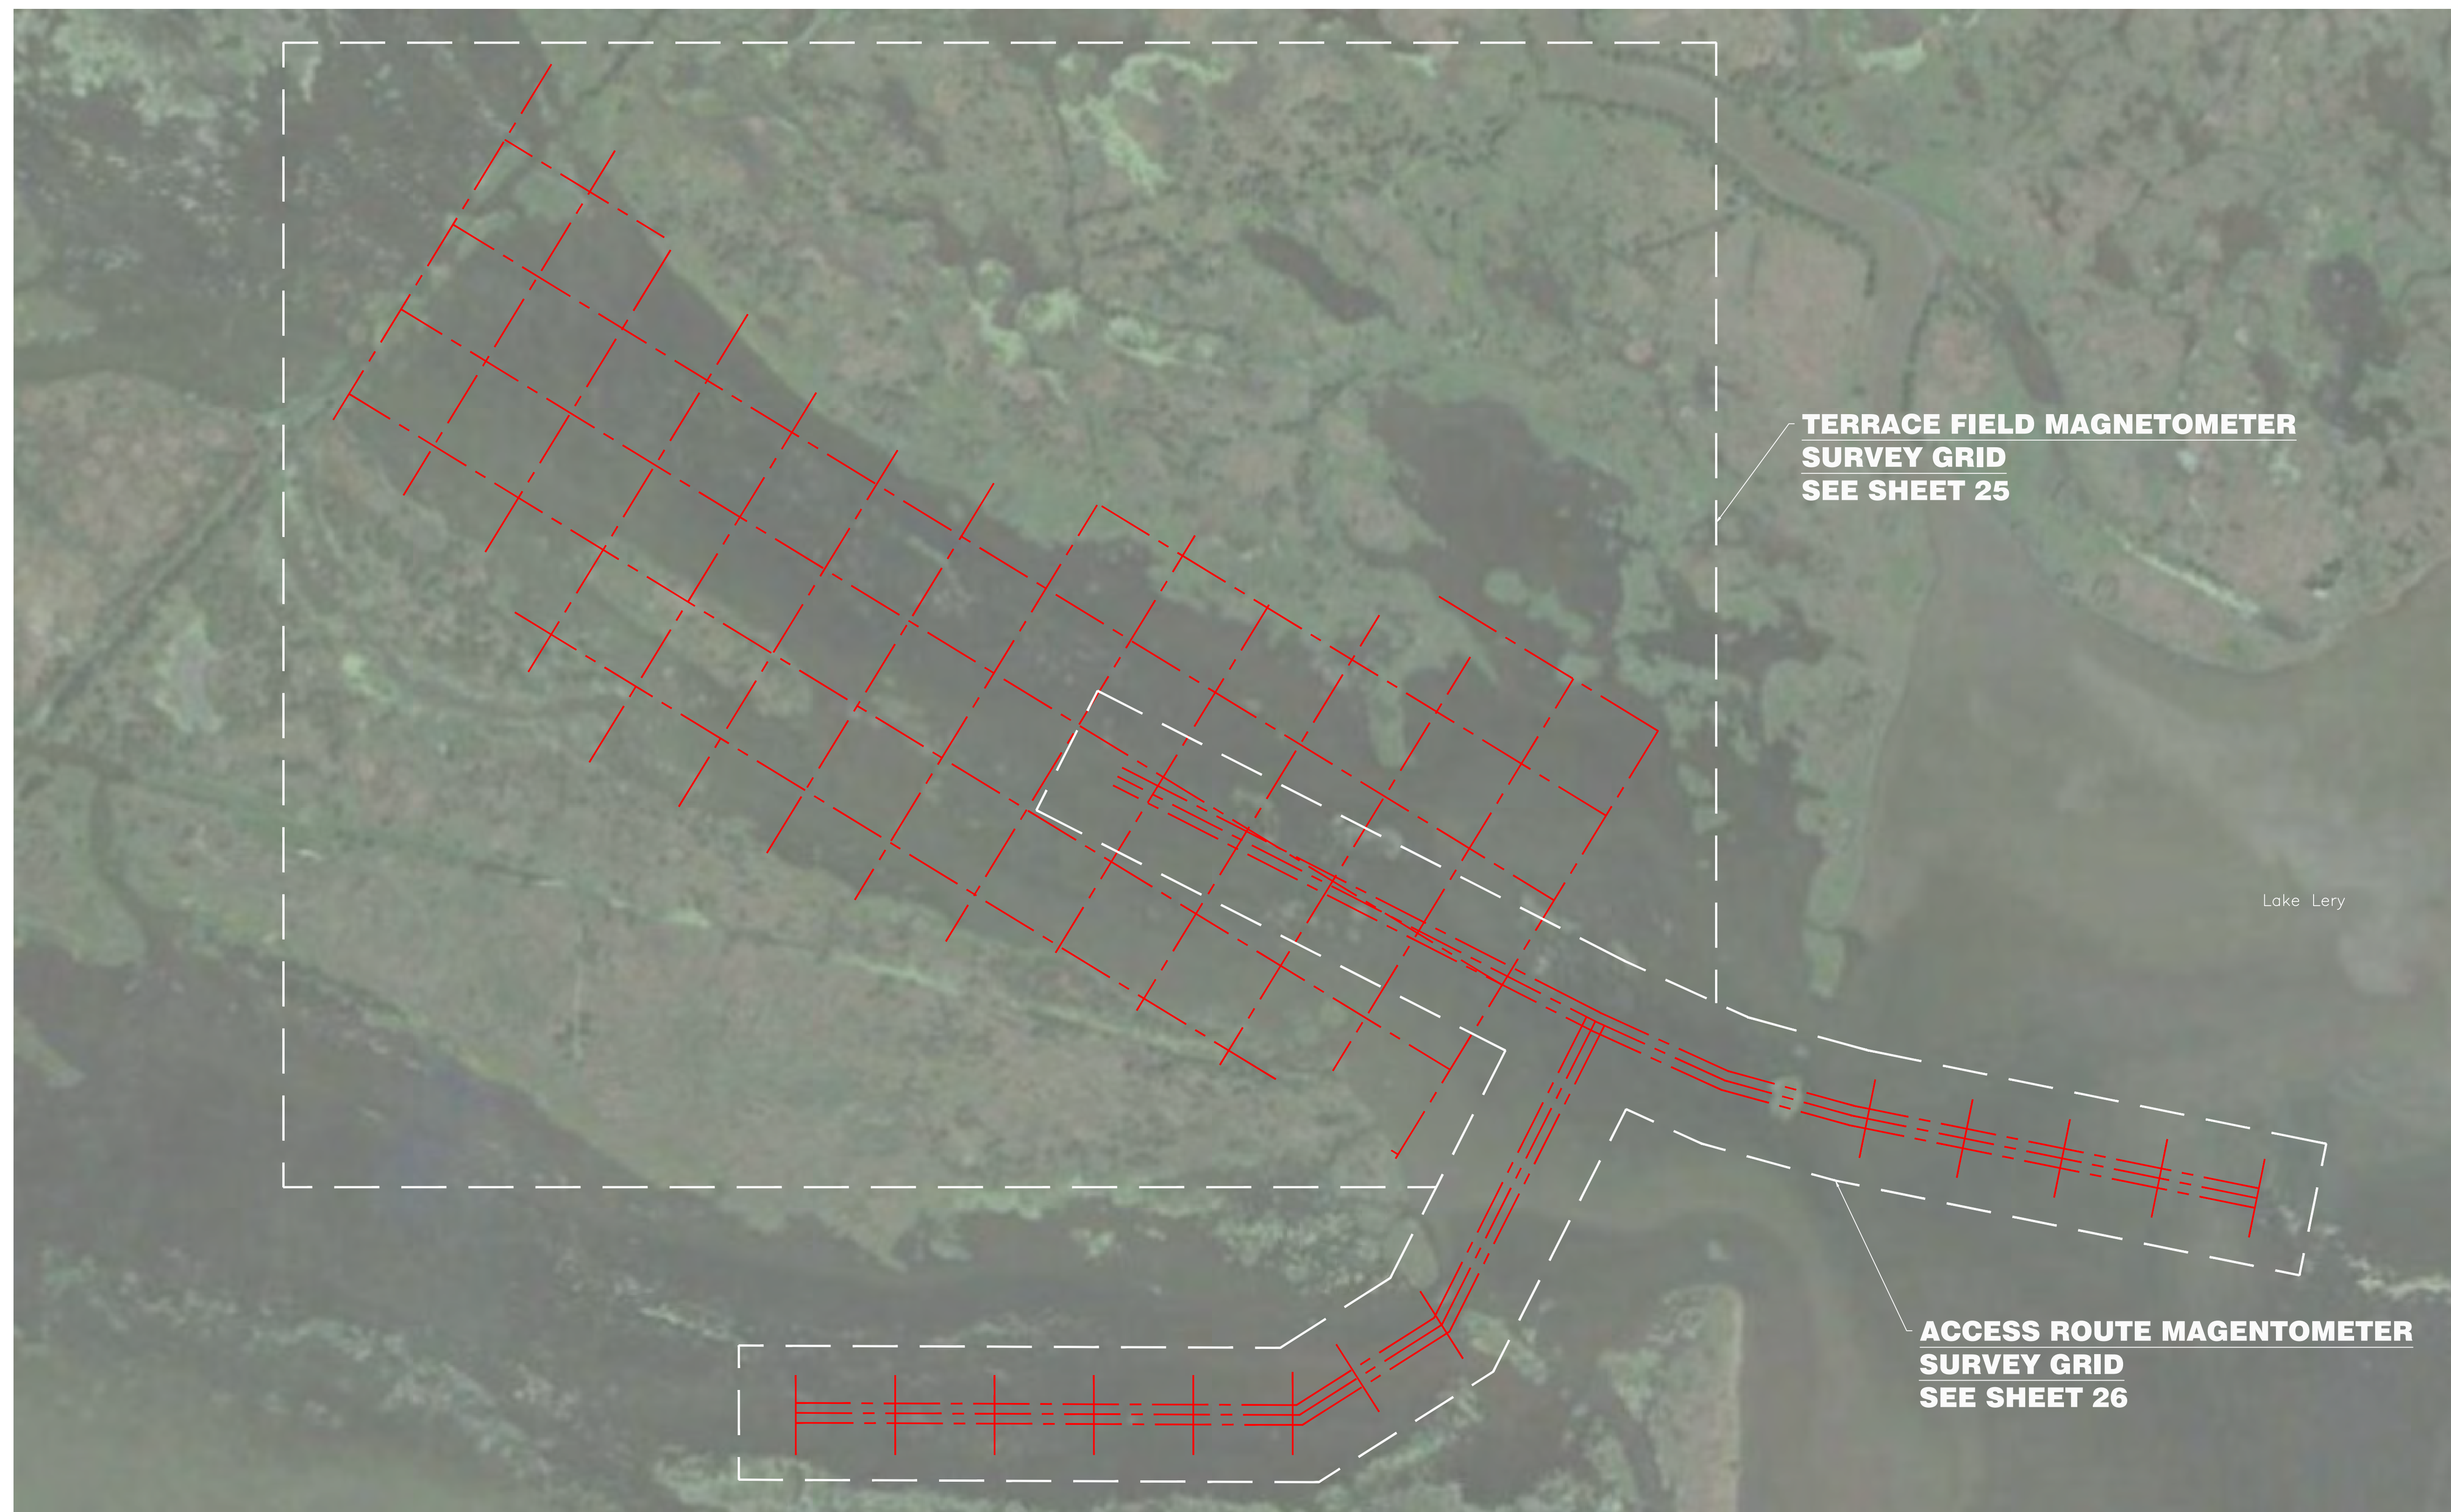 TERRACE FIELD MAGNETOMETER
SURVEY GRID
SEE SHEET 25
Lake Lery
ACCESS ROUTE MAGENTOMETER
SURVEY GRID
SEE SHEET 26